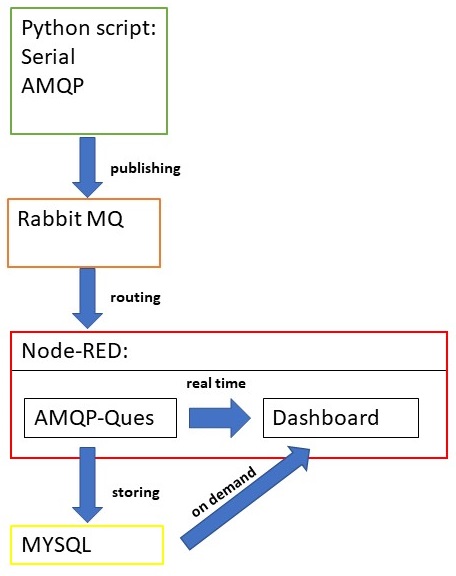 Python script:
Serial
AMQP
publishing
Rabbit MQ
routing
Node-RED:
real time
AMQP-Ques
Dashboard
storing
on demand
MYSQL